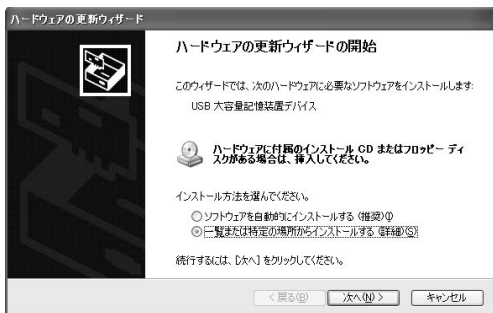 ハードウェアの更新ウィザード
ハードウェアの更新ウィザードの開始
このウィザードでは、次のハードウェアに必要なソフトウェアをインストールします:
USB 大容量記憶装置デバイス
ハードウェアに付属のインストール CD またはフロッピー ディ
スクがある場合は、挿入してください。
インストール方法を選んでください。
ソフトウェアを自動的にインストールする (推奨)(I)
一覧または特定の場所からインストールする (詳細)(S)
続行するには、[次へ] をクリックしてください。
< 戻る(B) 次へ(N) > キャンセル